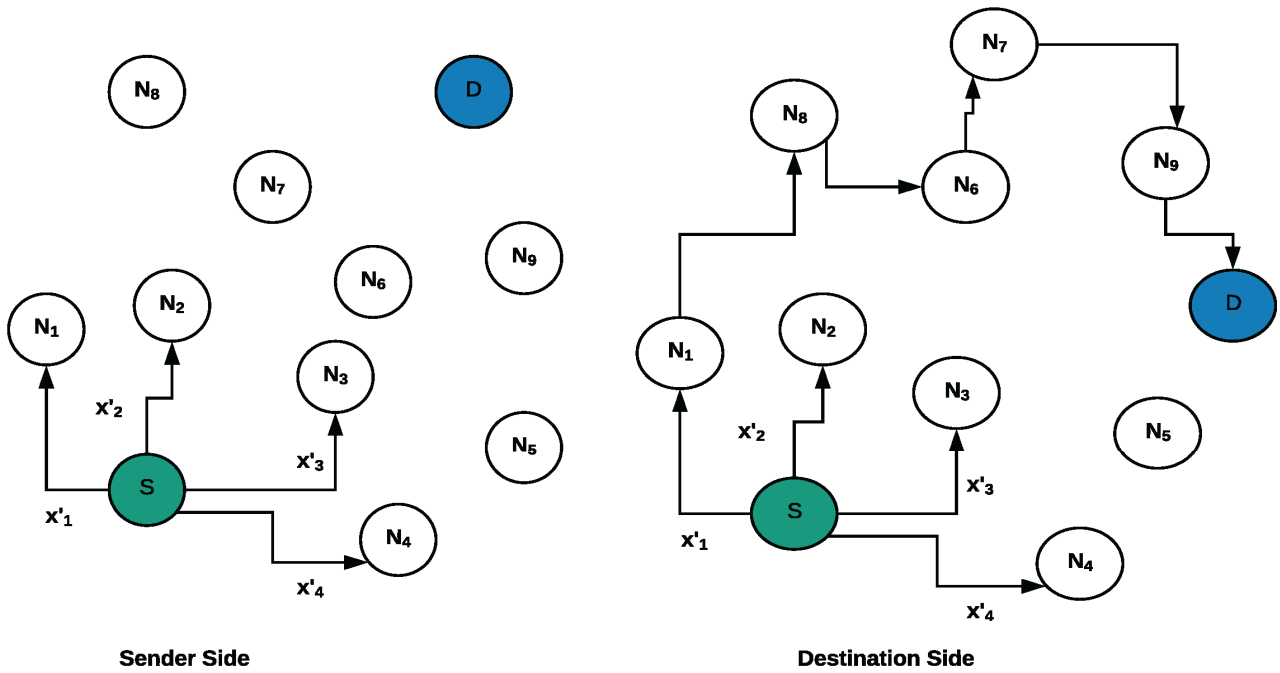 N₈
D
N₇
N₉
N₆
N₂
N₁
N₃
x'₂
N₅
x'₃
S
x'₁
N₄
x'₄
Sender Side
N₇
N₈
N₉
N₆
D
N₂
N₁
N₃
x'₂
N₅
x'₃
S
x'₁
N₄
x'₄
Destination Side